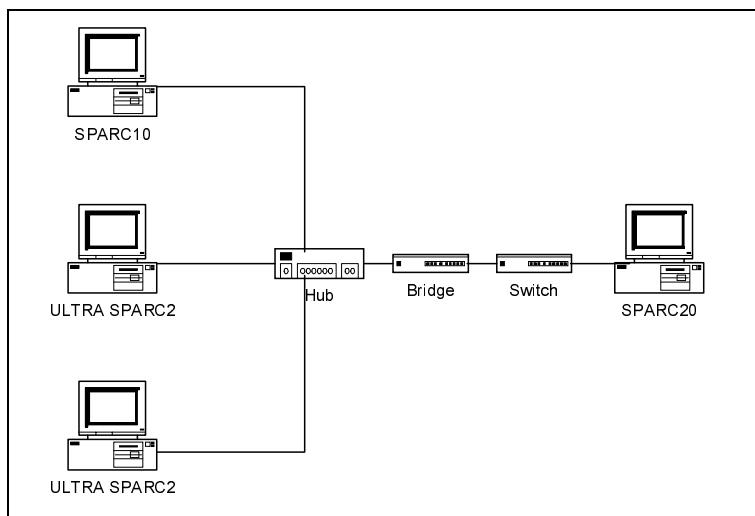 SPARC10
ULTRA SPARC2
Hub
Bridge
Switch
SPARC20
ULTRA SPARC2